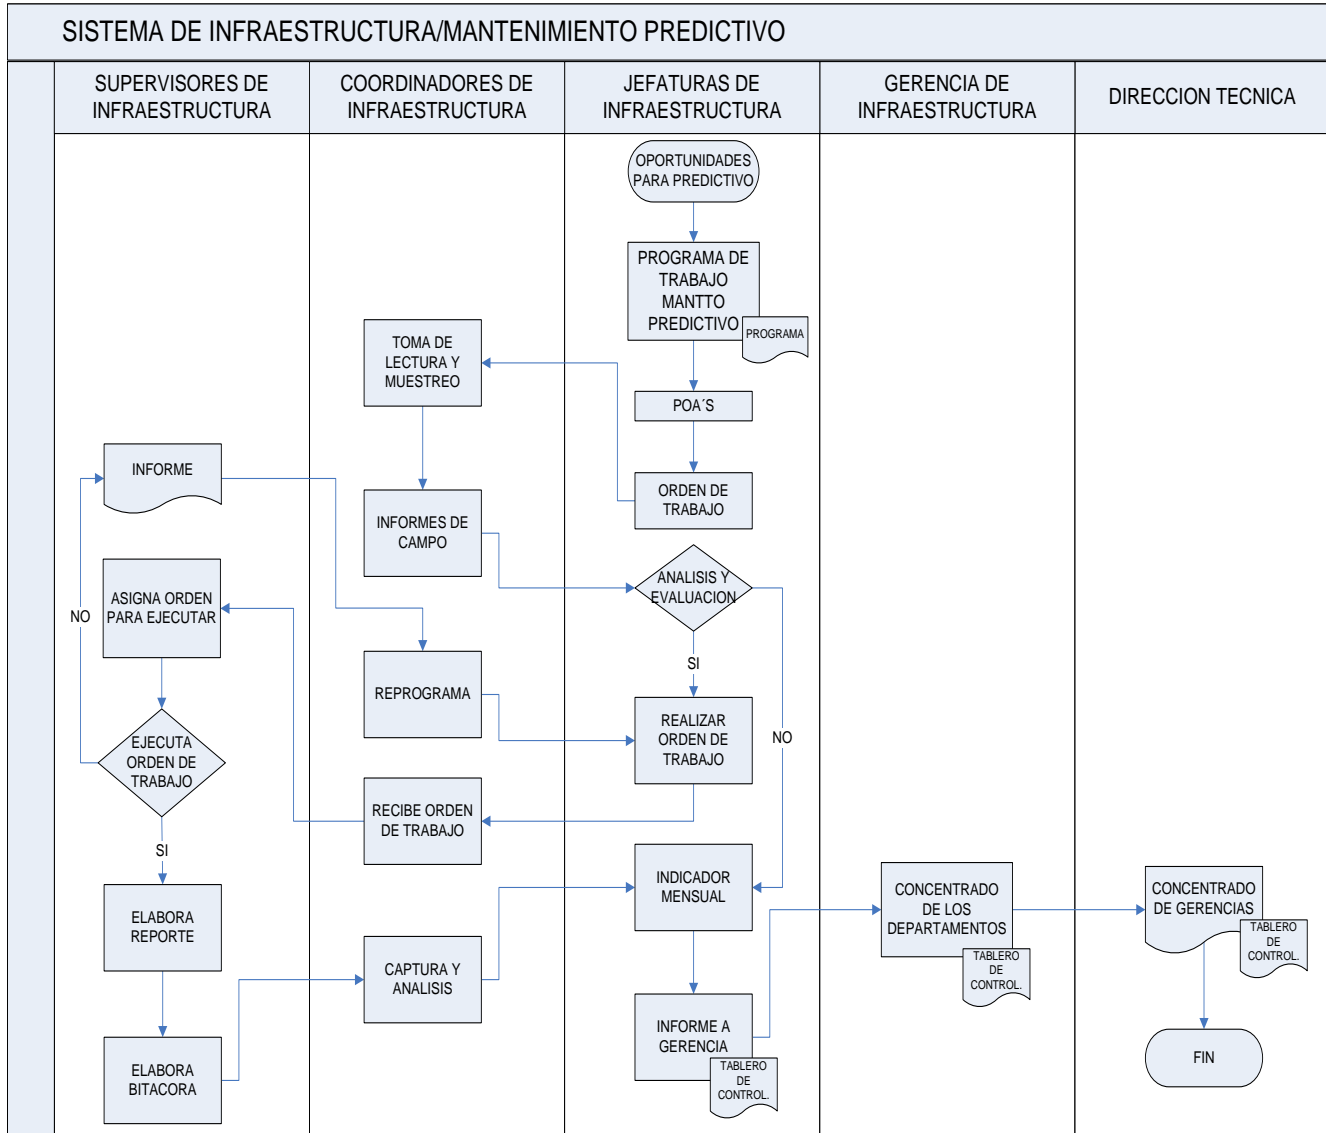 SISTEMA DE INFRAESTRUCTURA/MANTENIMIENTO PREDICTIVO
SUPERVISORES DE
INFRAESTRUCTURA
COORDINADORES DE
INFRAESTRUCTURA
JEFATURAS DE
INFRAESTRUCTURA
GERENCIA DE
INFRAESTRUCTURA
DIRECCION TECNICA
OPORTUNIDADES
PARA PREDICTIVO
PROGRAMA DE
TRABAJO
MANTTO
PREDICTIVO
PROGRAMA
TOMA DE
LECTURA Y
MUESTREO
POA´S
INFORME
ORDEN DE
TRABAJO
INFORMES DE
CAMPO
ANALISIS Y
EVALUACION
ASIGNA ORDEN
PARA EJECUTAR
NO
SI
REPROGRAMA
REALIZAR
ORDEN DE
TRABAJO
NO
EJECUTA
ORDEN DE
TRABAJO
RECIBE ORDEN
DE TRABAJO
SI
INDICADOR
MENSUAL
CONCENTRADO
DE LOS
DEPARTAMENTOS
TABLERO
DE
CONTROL.
CONCENTRADO
DE GERENCIAS
TABLERO
DE
CONTROL.
ELABORA
REPORTE
CAPTURA Y
ANALISIS
INFORME A
GERENCIA
TABLERO
DE
CONTROL.
FIN
ELABORA
BITACORA